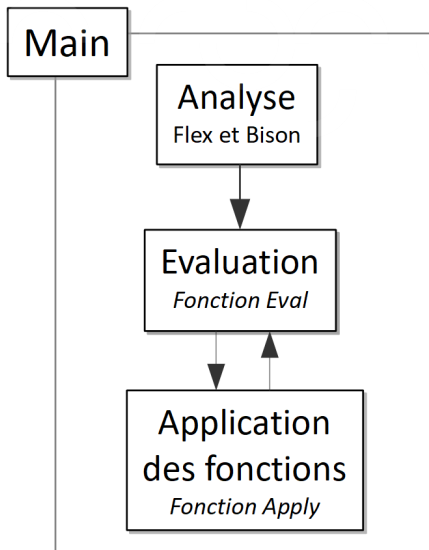 Main
Analyse
Flex et Bison
Evaluation
Fonction Eval
Application
des fonctions
Fonction Apply